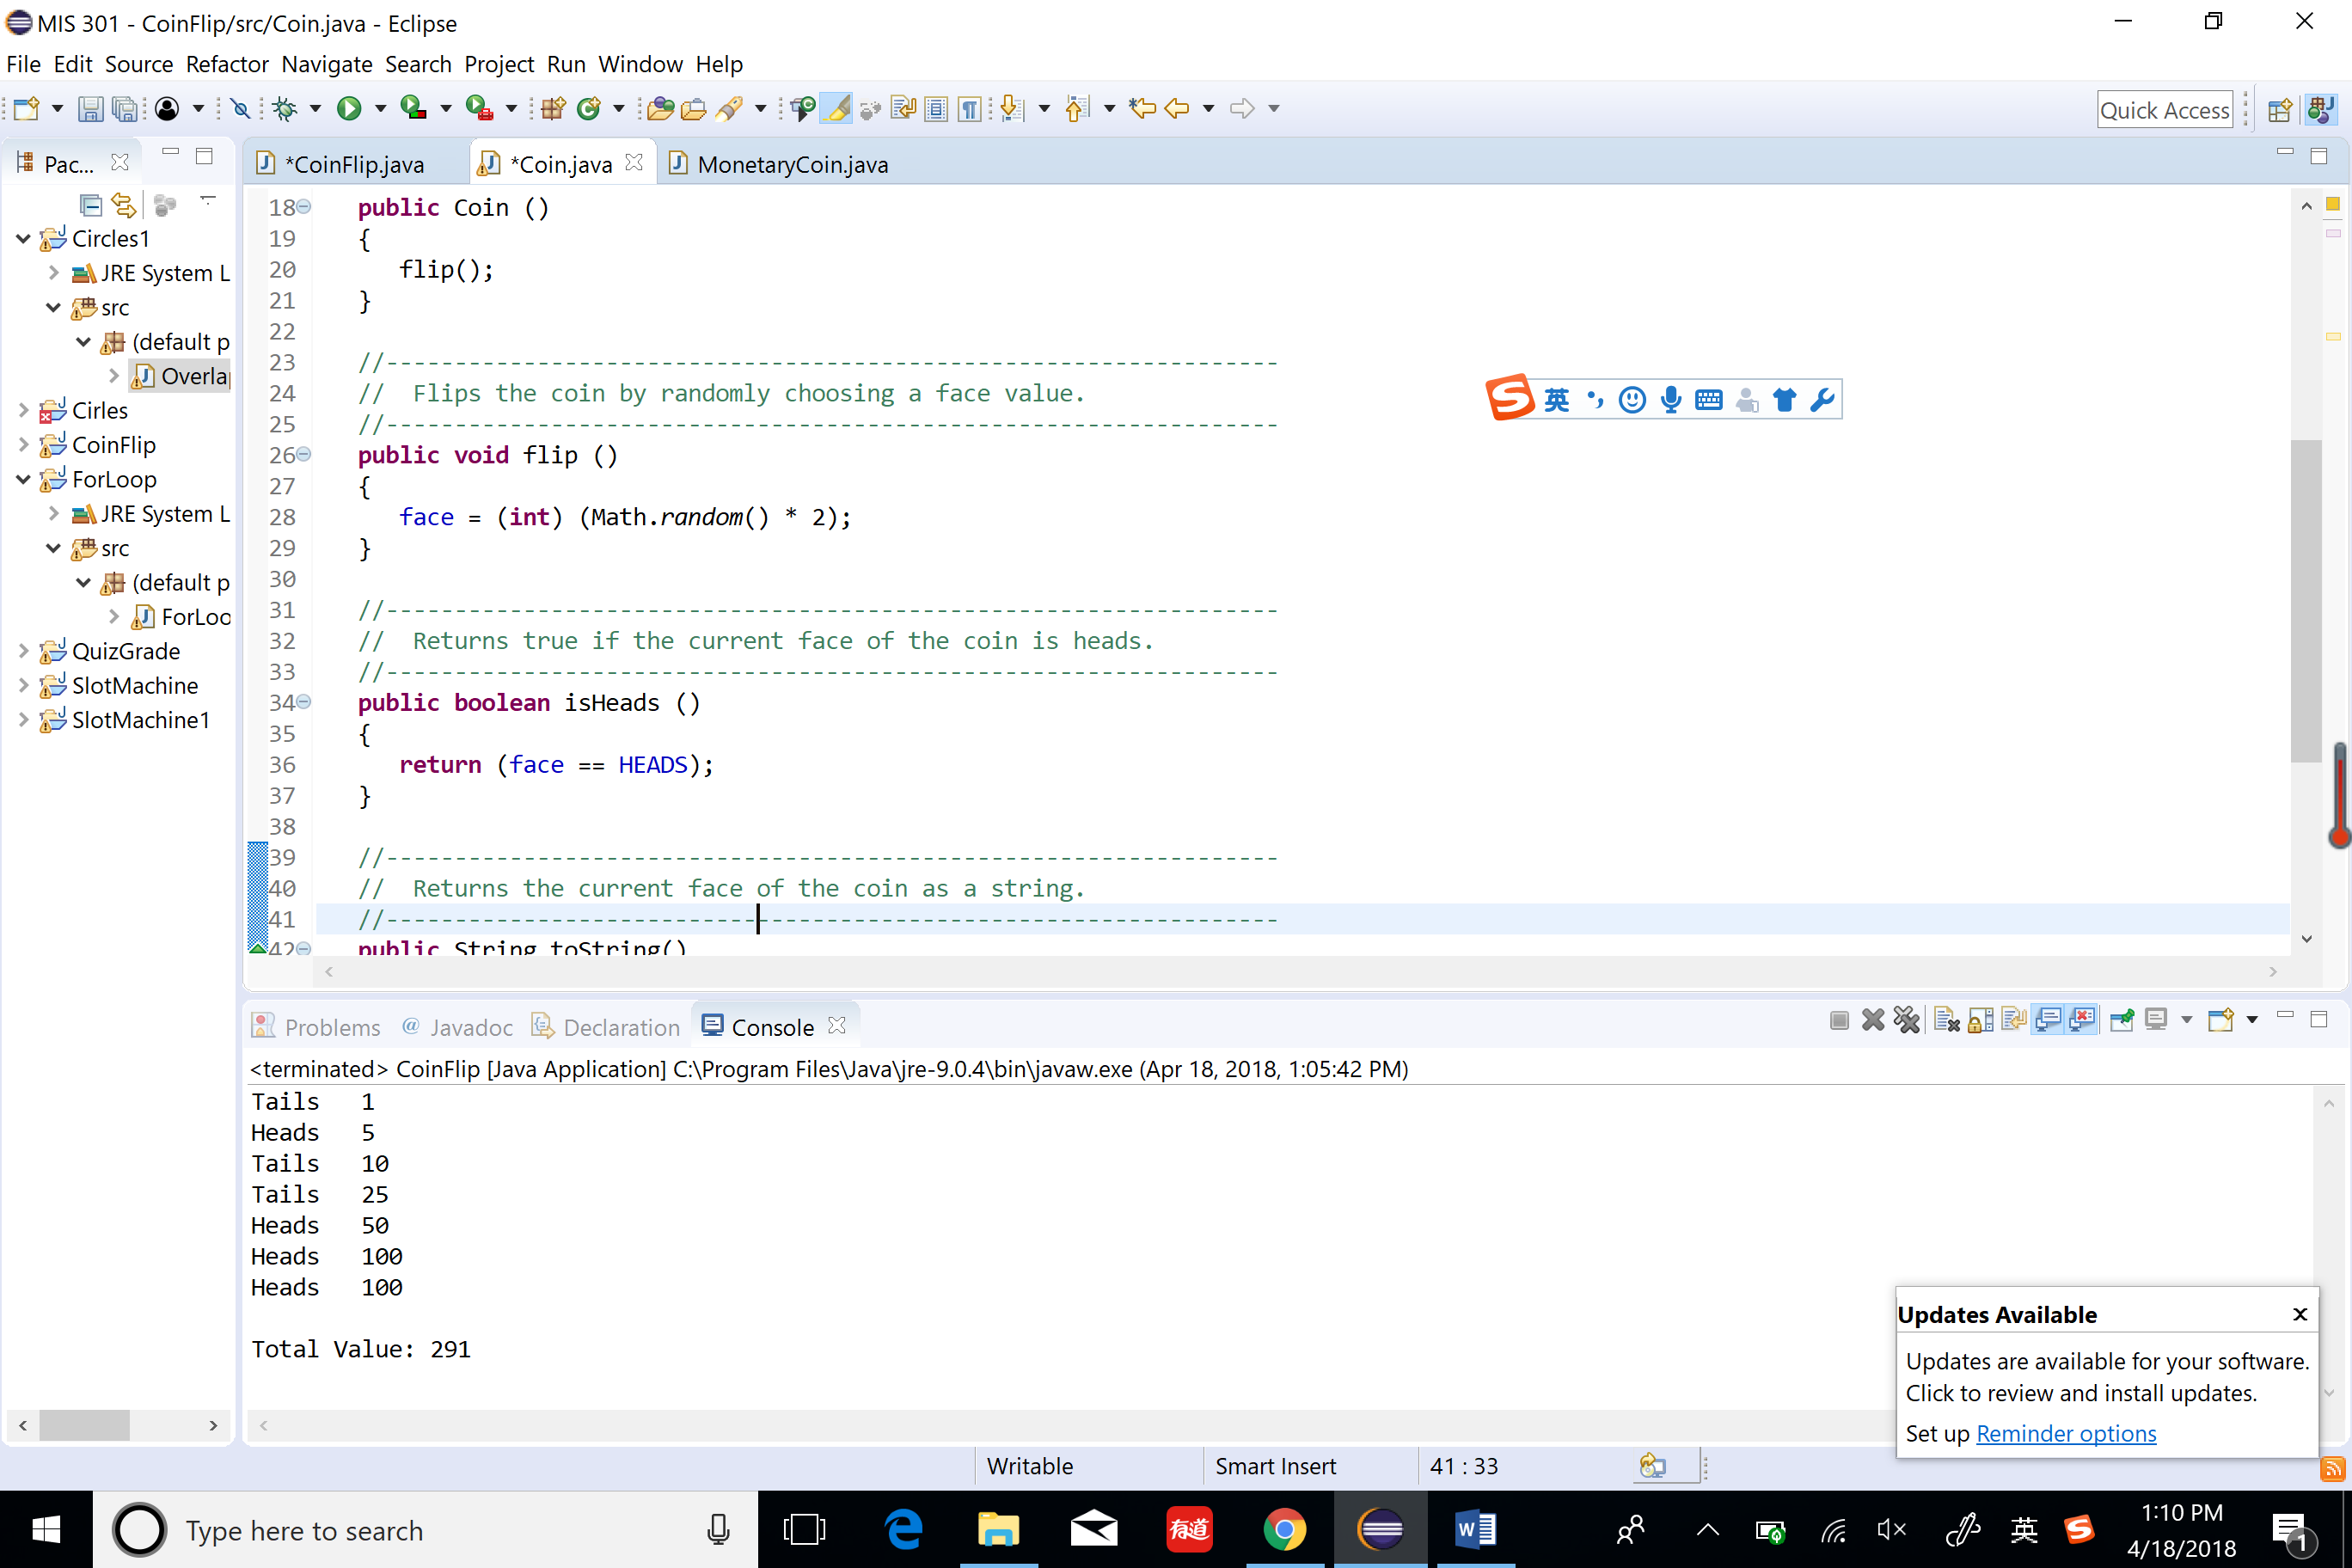 MIS 301 - CoinFlip/src/Coin.java - Eclipse
File Edit Source Refactor Navigate Search Project Run Window Help
Quick Access
Pac...
*CoinFlip.java *Coin.java MonetaryCoin.java
Circles1
JRE System L
src
(default p
Overla
Cirles
CoinFlip
ForLoop
JRE System L
src
(default p
ForLoo
QuizGrade
SlotMachine
SlotMachine1
18 public Coin ()
19 {
20 flip();
21 }
22
23 //-----------------------------------------------------------------
24 // Flips the coin by randomly choosing a face value.
25 //-----------------------------------------------------------------
26 public void flip ()
27 {
28 face = (int) (Math.random() * 2);
29 }
30
31 //-----------------------------------------------------------------
32 // Returns true if the current face of the coin is heads.
33 //-----------------------------------------------------------------
34 public boolean isHeads ()
35 {
36 return (face == HEADS);
37 }
38
39 //-----------------------------------------------------------------
40 // Returns the current face of the coin as a string.
41 //-----------------------------------------------------------------
42 public String toString()
英
Problems @ Javadoc Declaration Console
<terminated> CoinFlip [Java Application] C:\Program Files\Java\jre-9.0.4\bin\javaw.exe (Apr 18, 2018, 1:05:42 PM)
Tails 1
Heads 5
Tails 10
Tails 25
Heads 50
Heads 100
Heads 100
Total Value: 291
Updates Available x
Updates are available for your software.
Click to review and install updates.
Set up Reminder options
Writable Smart Insert 41 : 33
Type here to search
有道
英
1:10 PM
4/18/2018
1